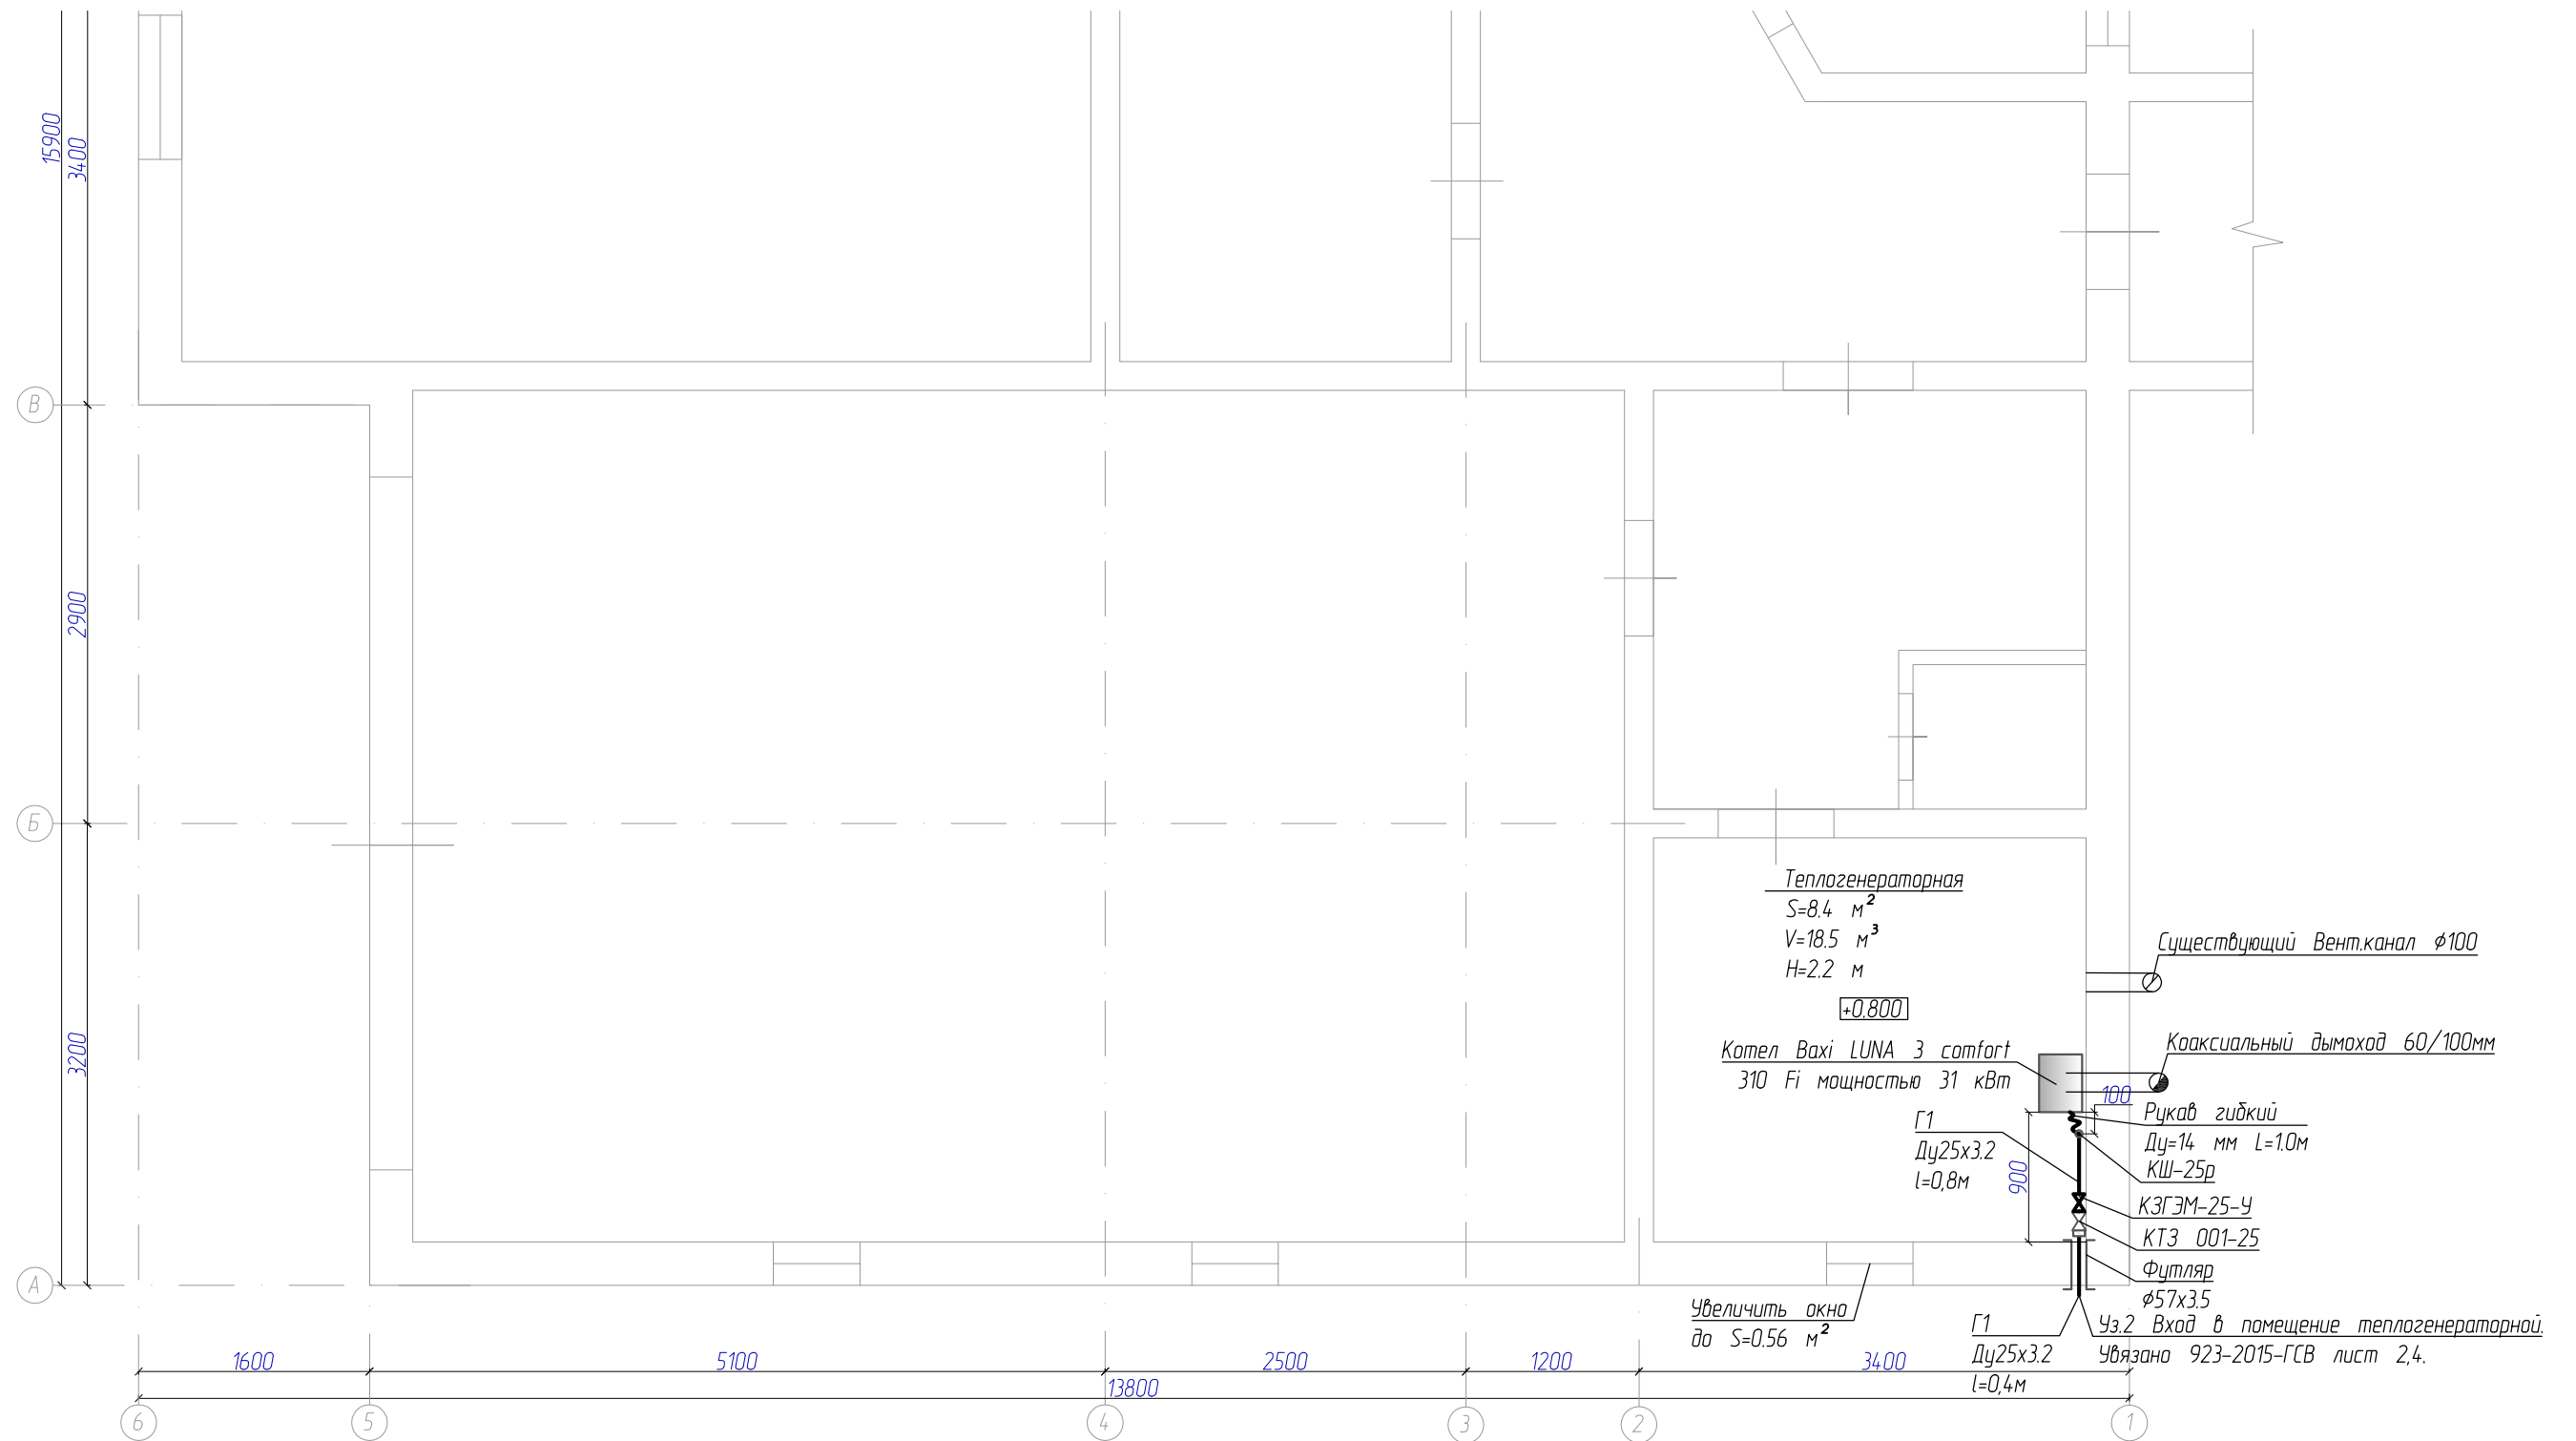 15900
3400
В
2900
Б
3200
А
Теплогенераторная
S=8.4 м²
V=18.5 м³
H=2.2 м
+0.800
Котел Baxi LUNA 3 comfort
310 Fi мощностью 31 кВт
Существующий Вент.канал ϕ100
Коаксиальный дымоход 60/100мм
100
Рукав гибкий
Ду=14 мм L=1.0м
КШ-25р
Г1
Ду25х3.2
l=0,8м
900
КЗГЭМ-25-У
КТЗ 001-25
Футляр
ϕ57х3.5
Увеличить окно
до S=0.56 м²
Г1
Ду25х3.2
l=0,4м
Уз.2 Вход в помещение теплогенераторной.
Увязано 923-2015-ГСВ лист 2,4.
1600
5100
2500
1200
3400
13800
6
5
4
3
2
1